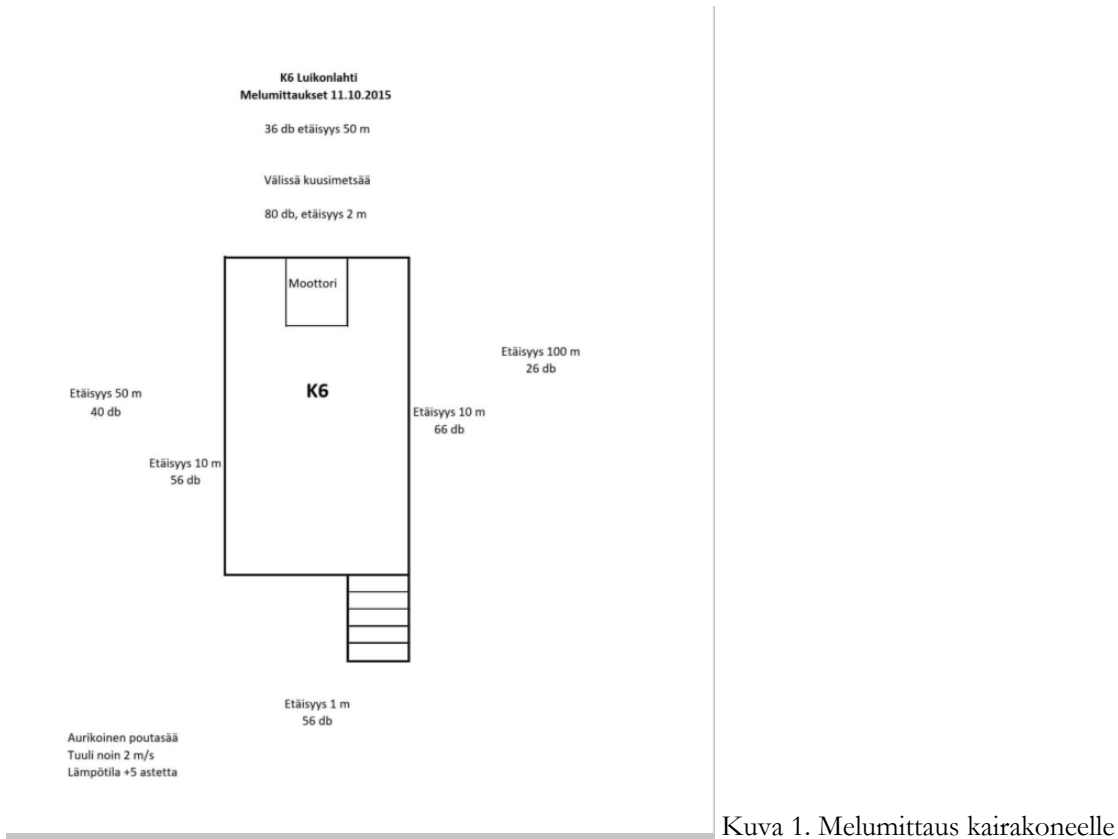 K6 Luikonlahti
Melumittaukset 11.10.2015
36 db etäisyys 50 m
Välissä kuusimetsää
80 db, etäisyys 2 m
Moottori
Etäisyys 100 m
26 db
K6
Etäisyys 50 m
40 db
Etäisyys 10 m
66 db
Etäisyys 10 m
56 db
Etäisyys 1 m
56 db
Aurikoinen poutasää
Tuuli noin 2 m/s
Lämpötila +5 astetta
Kuva 1. Melumittaus kairakoneelle